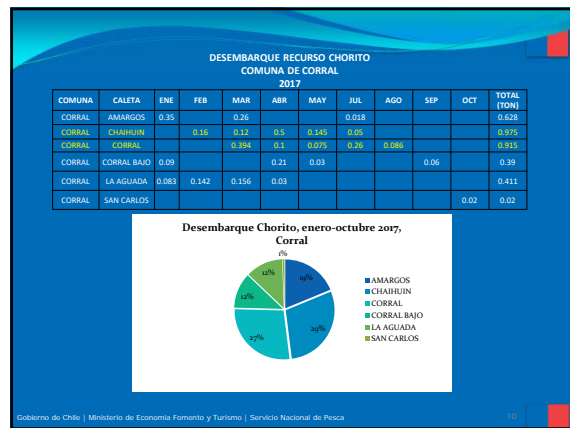 DESEMBARQUE RECURSO CHORITO
COMUNA DE CORRAL
2017
COMUNA CALETA ENE FEB MAR ABR MAY JUL AGO SEP OCT TOTAL (TON)
CORRAL AMARGOS 0.35 0.26 0.018 0.628
CORRAL CHAIHUIN 0.16 0.12 0.5 0.145 0.05 0.975
CORRAL CORRAL 0.394 0.1 0.075 0.26 0.086 0.915
CORRAL CORRAL BAJO 0.09 0.21 0.03 0.06 0.39
CORRAL LA AGUADA 0.083 0.142 0.156 0.03 0.411
CORRAL SAN CARLOS 0.02 0.02
Desembarque Chorito, enero-octubre 2017,
Corral
1%
12%
19%
12%
27%
29%
AMARGOS
CHAIHUIN
CORRAL
CORRAL BAJO
LA AGUADA
SAN CARLOS
Gobierno de Chile | Ministerio de Economía Fomento y Turismo | Servicio Nacional de Pesca 10